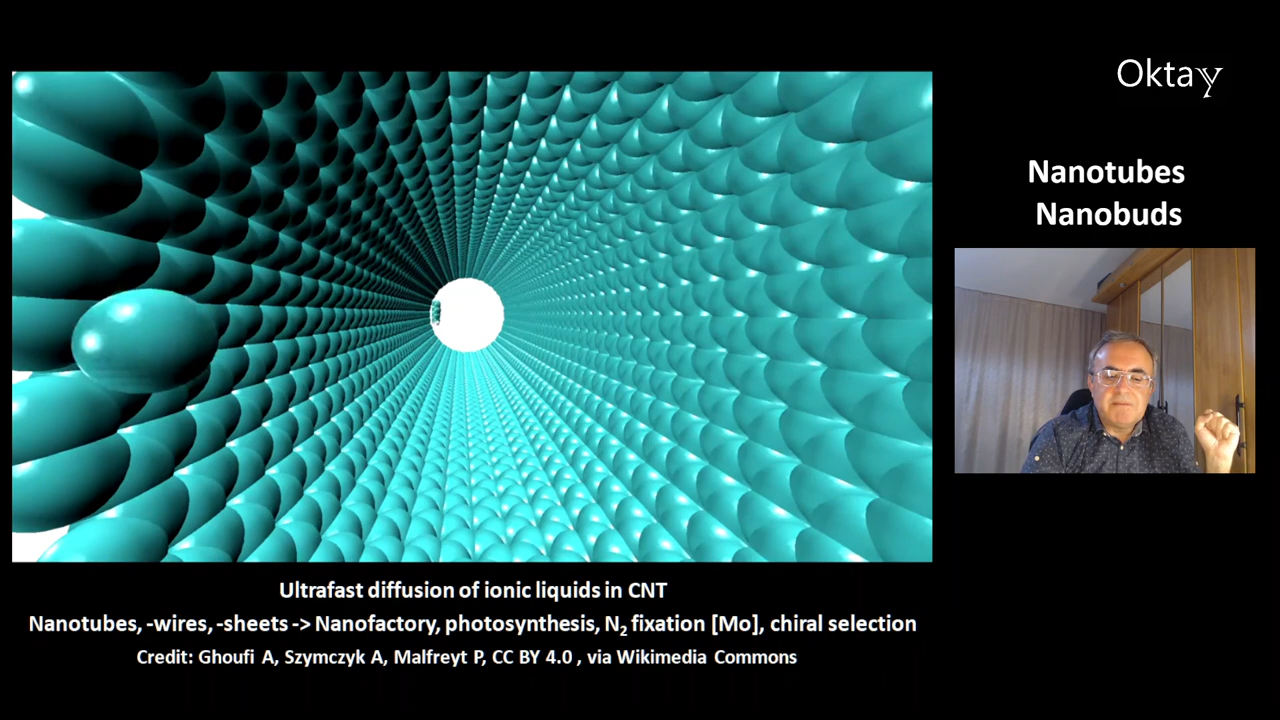 Oktay
Nanotubes
Nanobuds
Ultrafast diffusion of ionic liquids in CNT
Nanotubes, -wires, -sheets -> Nanofactory, photosynthesis, N₂ fixation [Mo], chiral selection
Credit: Ghoufi A, Szymczyk A, Malfreyt P, CC BY 4.0 , via Wikimedia Commons